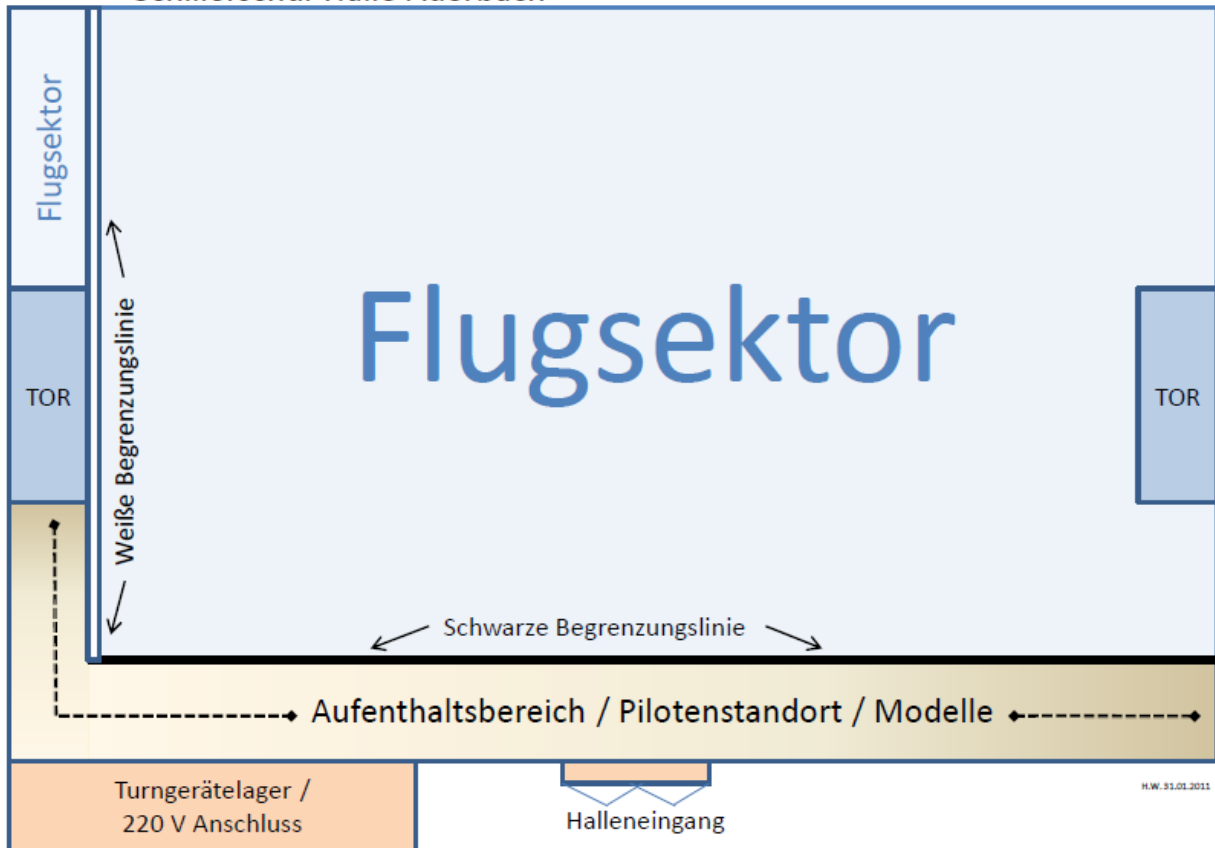 Flugsektor
Flugsektor
Weiße Begrenzungslinie
TOR
TOR
Schwarze Begrenzungslinie
Aufenthaltsbereich / Pilotenstandort / Modelle
Turngerätelager /
220 V Anschluss
Halleneingang
H.W. 31.01.2011